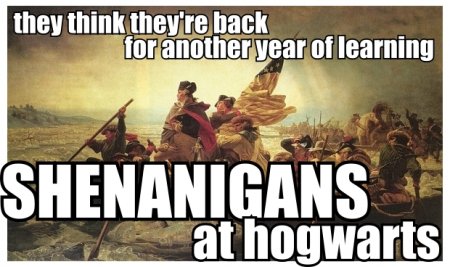 they think they're back
for another year of learning
SHENANIGANS
at hogwarts